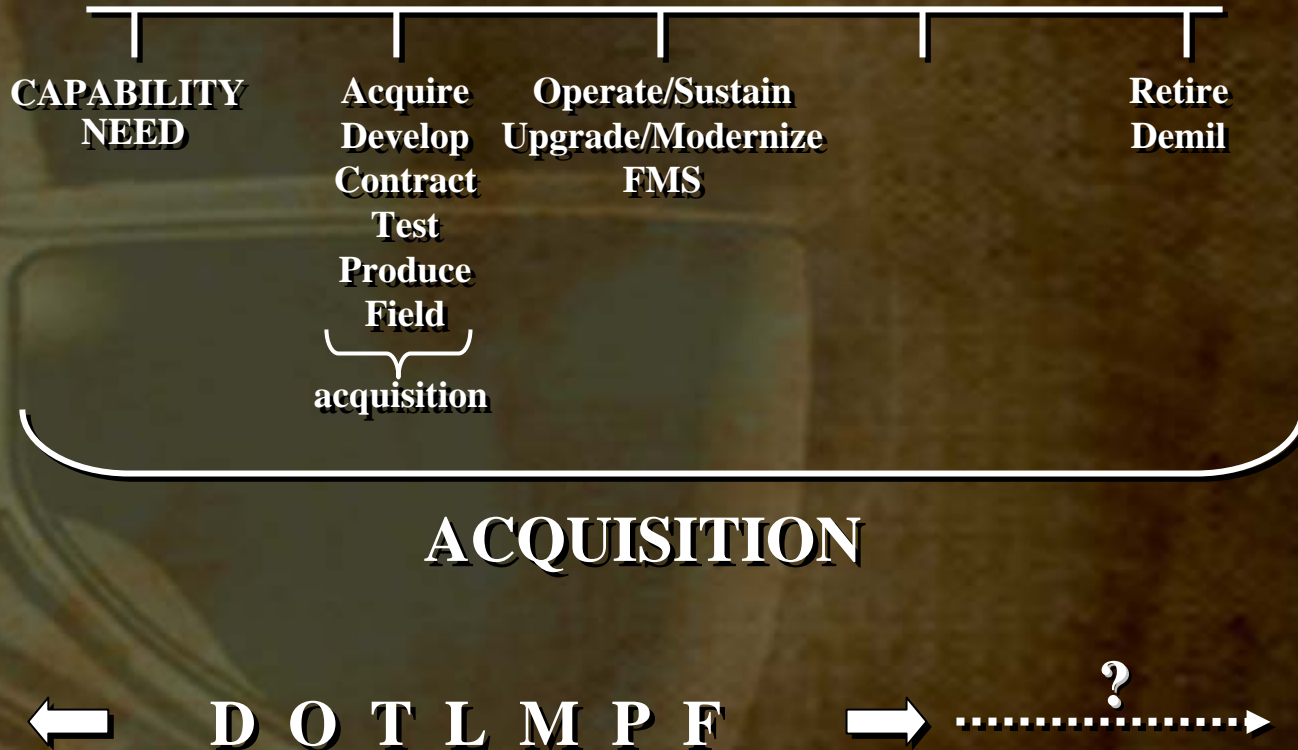 CAPABILITY
NEED
Acquire
Develop
Contract
Test
Produce
Field
acquisition
Operate/Sustain
Upgrade/Modernize
FMS
Retire
Demil
ACQUISITION
?
D O T L M P F